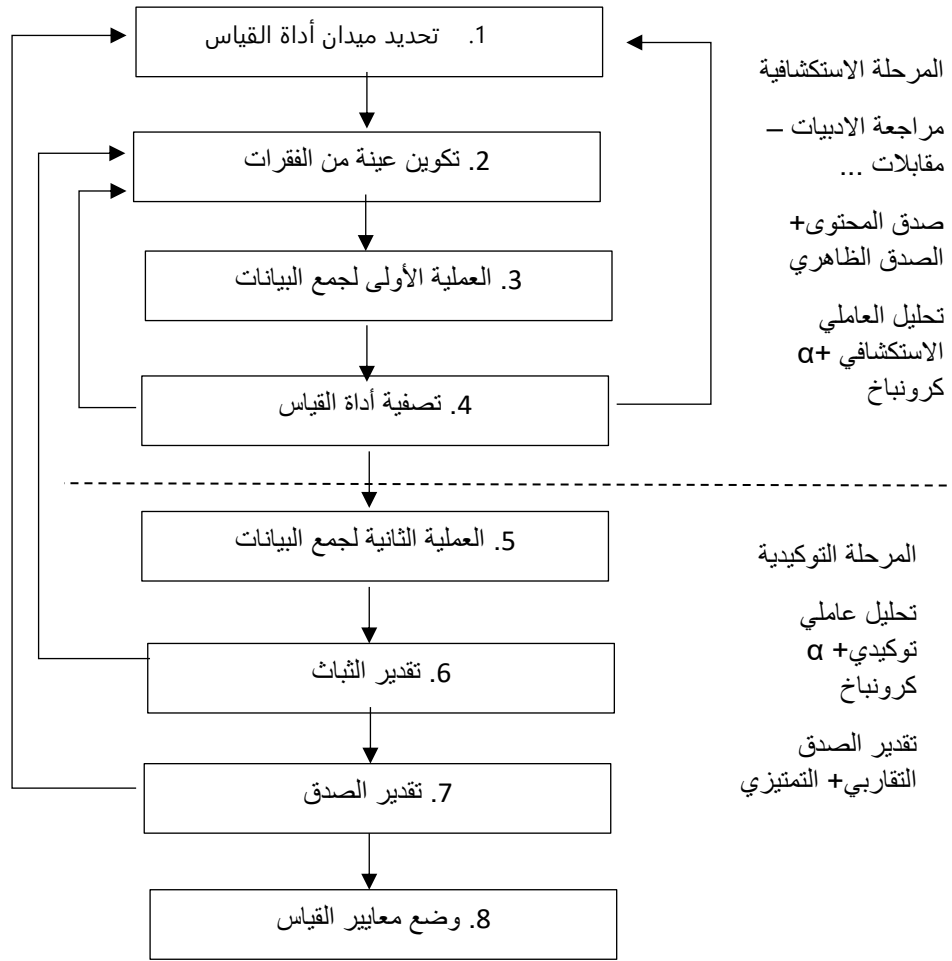 1. تحديد ميدان أداة القياس
2. تكوين عينة من الفقرات
3. العملية الأولى لجمع البيانات
4. تصفية أداة القياس
المرحلة الاستكشافية
مراجعة الادبيات –
مقابلات ...
صدق المحتوى+
الصدق الظاهري
تحليل العاملي
الاستكشافي +α
كرونباخ
5. العملية الثانية لجمع البيانات
6. تقدير الثباث
7. تقدير الصدق
8. وضع معايير القياس
المرحلة التوكيدية
تحليل عاملي
توكيدي+ α
كرونباخ
تقدير الصدق
التقاربي+ التمتيزي